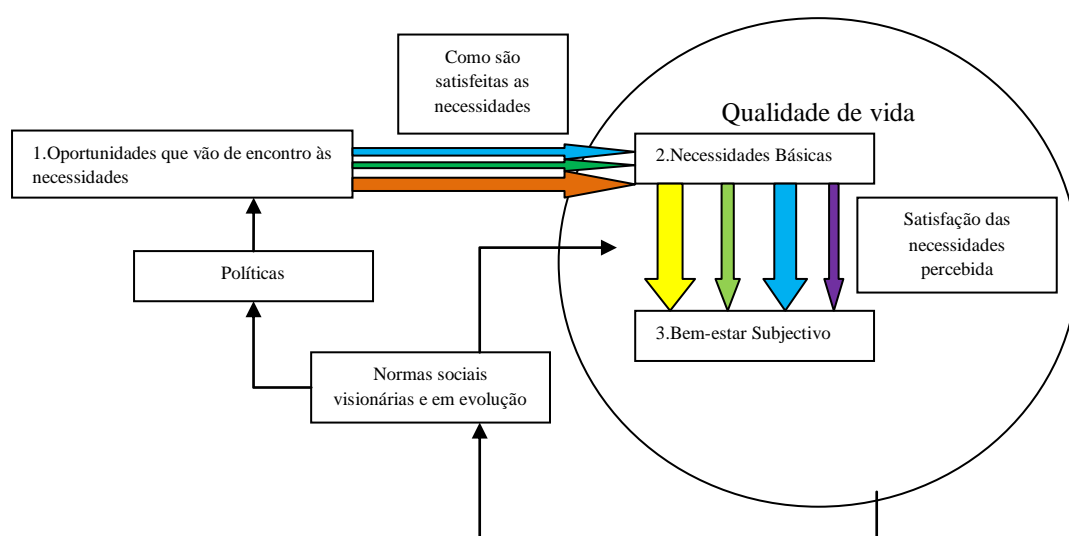 Como são
satisfeitas as
necessidades
Qualidade de vida
1.Oportunidades que vão de encontro às
necessidades
2.Necessidades Básicas
Satisfação das
necessidades
percebida
Políticas
3.Bem-estar Subjectivo
Normas sociais
visionárias e em evolução